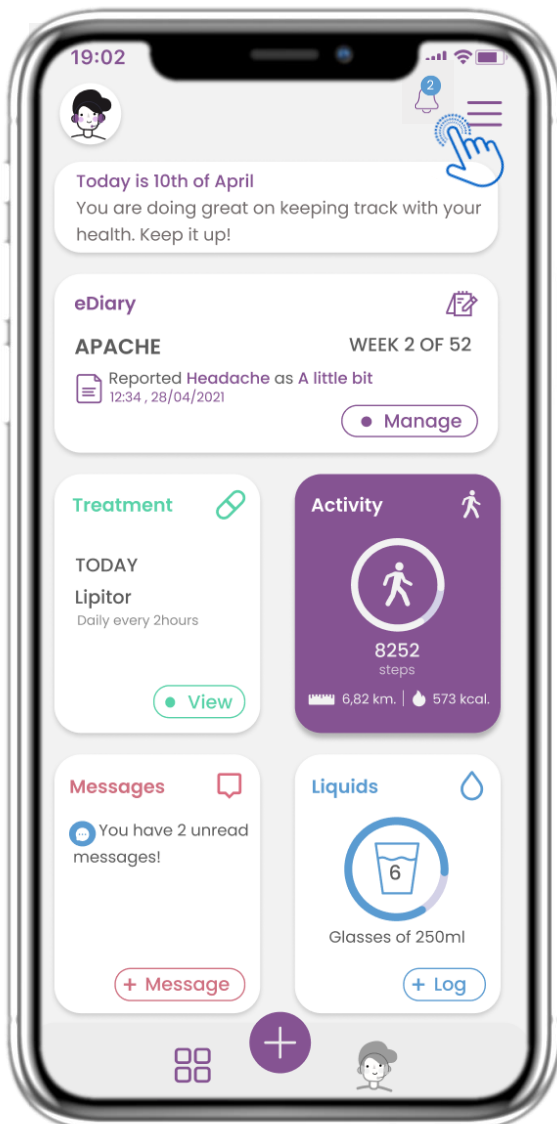 19:02
2
Today is 10th of April
You are doing great on keeping track with your
health. Keep it up!
eDiary
APACHE
WEEK 2 OF 52
Reported Headache as A little bit
12:34 , 28/04/2021
Manage
Treatment
TODAY
Lipitor
Daily every 2hours
View
Activity
8252
steps
6,82 km.
573 kcal.
Messages
You have 2 unread
messages!
+ Message
Liquids
6
Glasses of 250ml
+ Log